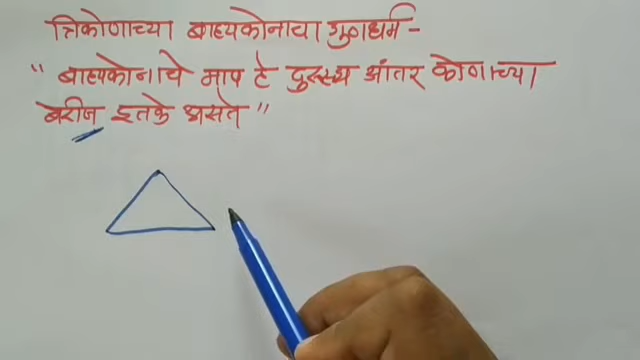 त्रिकोणाच्या बाह्यकोनाचा गुणधर्म -
" बाह्यकोनाचे माप हे दुरस्थ आंतर कोणाच्या
बेरीज इतके असते "